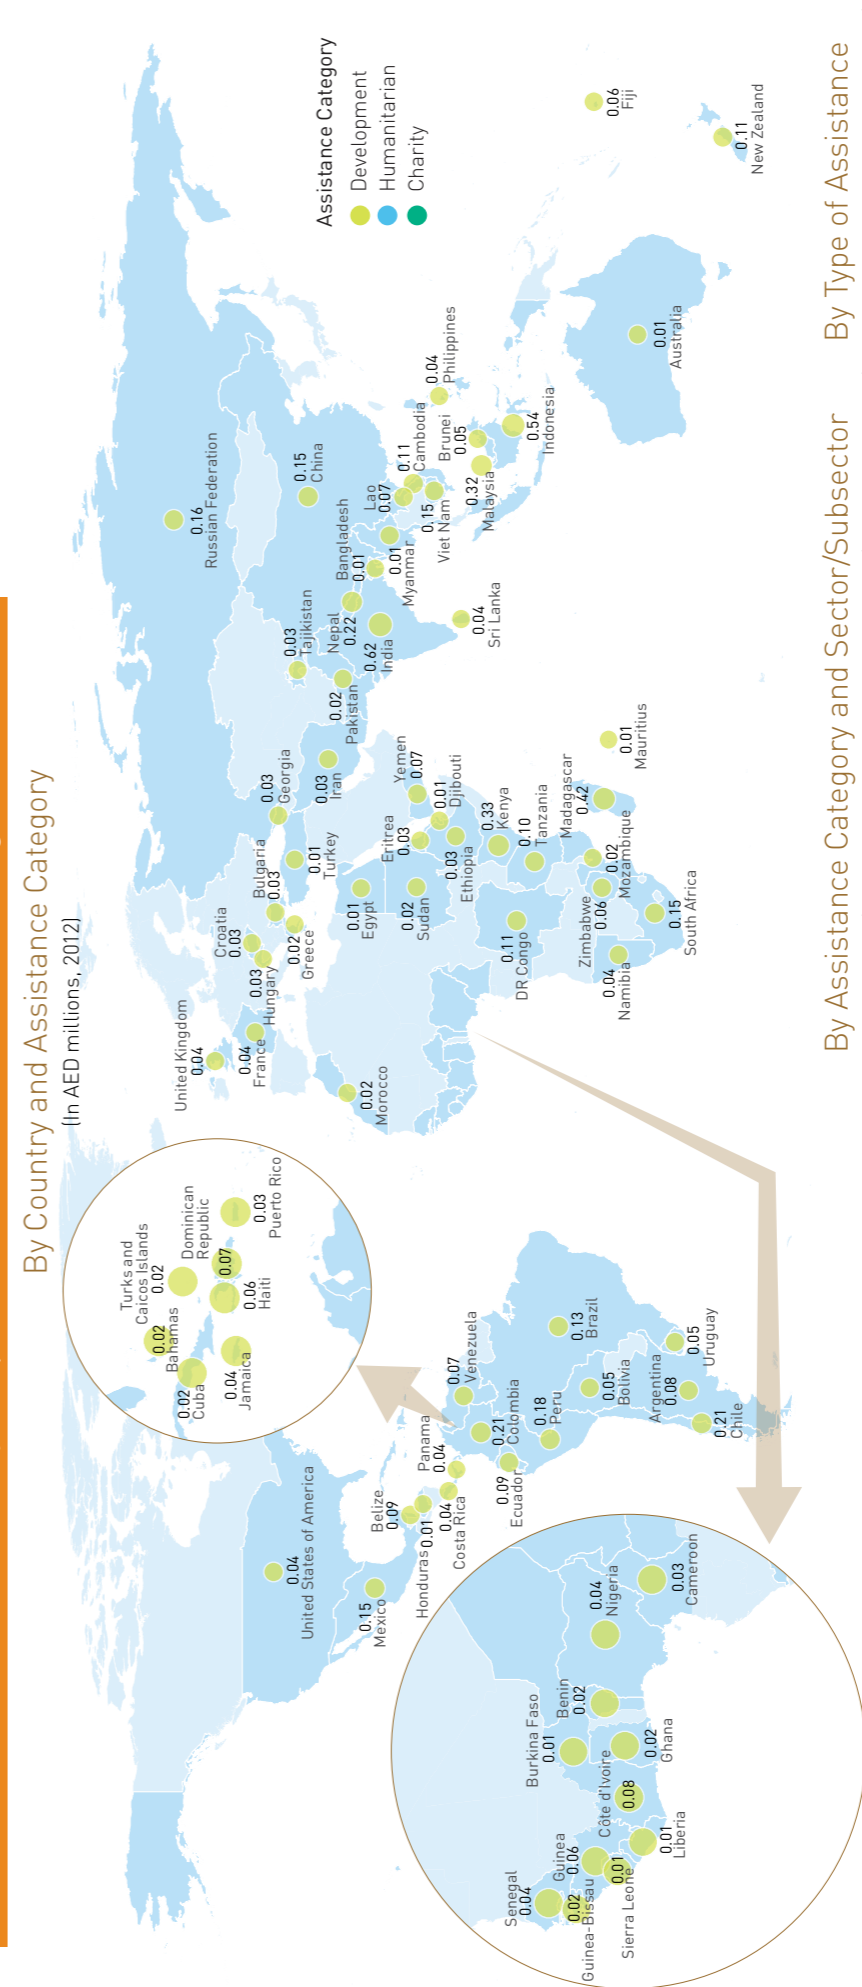 By Country and Assistance Category
(In AED millions, 2012)
Assistance Category
Development
Humanitarian
Charity
0.16
Russian Federation
0.15
China
0.03
Tajikistan
Nepal
0.22
Bangladesh
0.01
0.62
India
0.01
Myanmar
Lao
0.07
0.11
Cambodia
0.15
Viet Nam
0.04
Philippines
Brunei
0.05
0.32
Malaysia
0.54
Indonesia
0.04
Sri Lanka
0.02
Pakistan
0.06
Fiji
0.11
New Zealand
0.01
Australia
0.03
Georgia
0.03
Iran
Bulgaria
0.03
0.01
Turkey
Croatia
0.03
0.03
Hungary
0.02
Greece
United Kingdom
0.04
0.04
France
0.02
Morocco
0.01
Egypt
0.02
Sudan
Eritrea
0.03
Yemen
0.07
0.01
Djibouti
0.03
Ethiopia
0.33
Kenya
0.10
Tanzania
0.11
DR Congo
Madagascar
0.42
0.01
Mauritius
0.02
Mozambique
Zimbabwe
0.06
0.04
Namibia
0.15
South Africa
Turks and
Caicos Islands
0.02
0.02
Bahamas
0.02
Cuba
Dominican
Republic
0.07
0.06
Haiti
0.04
Jamaica
0.03
Puerto Rico
0.04
United States of America
0.15
Mexico
Belize
0.09
Honduras
0.01
0.04
Costa Rica
Panama
0.04
0.07
Venezuela
0.21
Colombia
0.09
Ecuador
0.18
Peru
0.13
Brazil
0.05
Bolivia
Argentina
0.08
0.05
Uruguay
0.21
Chile
Senegal
0.04
0.02
Guinea-Bissau
Guinea
0.06
0.01
Sierra Leone
0.01
Liberia
Côte d'Ivoire
0.08
Burkina Faso
0.01
0.02
Ghana
Benin
0.02
0.04
Nigeria
0.03
Cameroon
By Assistance Category and Sector/Subsector
By Type of Assistance